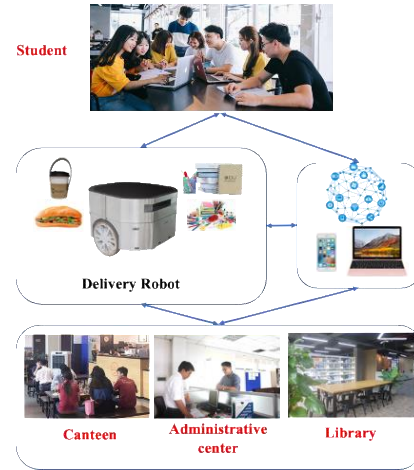 Student
Delivery Robot
Canteen
Administrative
center
Library